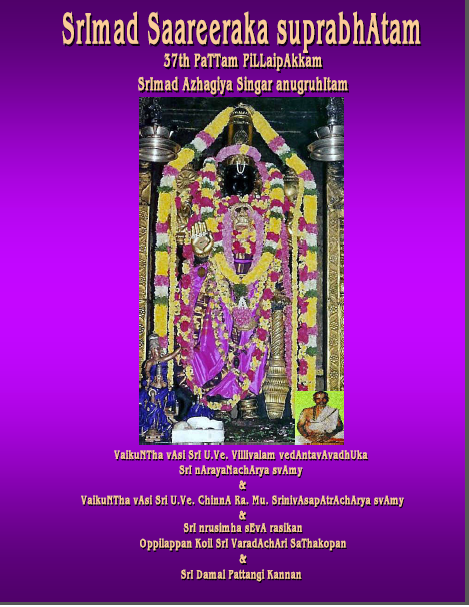 SrImad Saareeraka suprabhAtam
37th PaTTam PiLLaipAkkam
SrImad Azhagiya Singar anugruhItam
VaikuNTha vAsi SrI U.Ve. Villivalam vedAntavAvadhUka
SrI nArayaNachArya svAmy
&
VaikuNTha vAsi SrI U.Ve. ChinnA Ra. Mu. SrinivAsapAtrAchArya svAmy
&
SrI nrusimha sEvA rasikan
Oppiliappan Koil SrI VaradAchAri SaThakopan
&
SrI Damal Pattangi Kannan